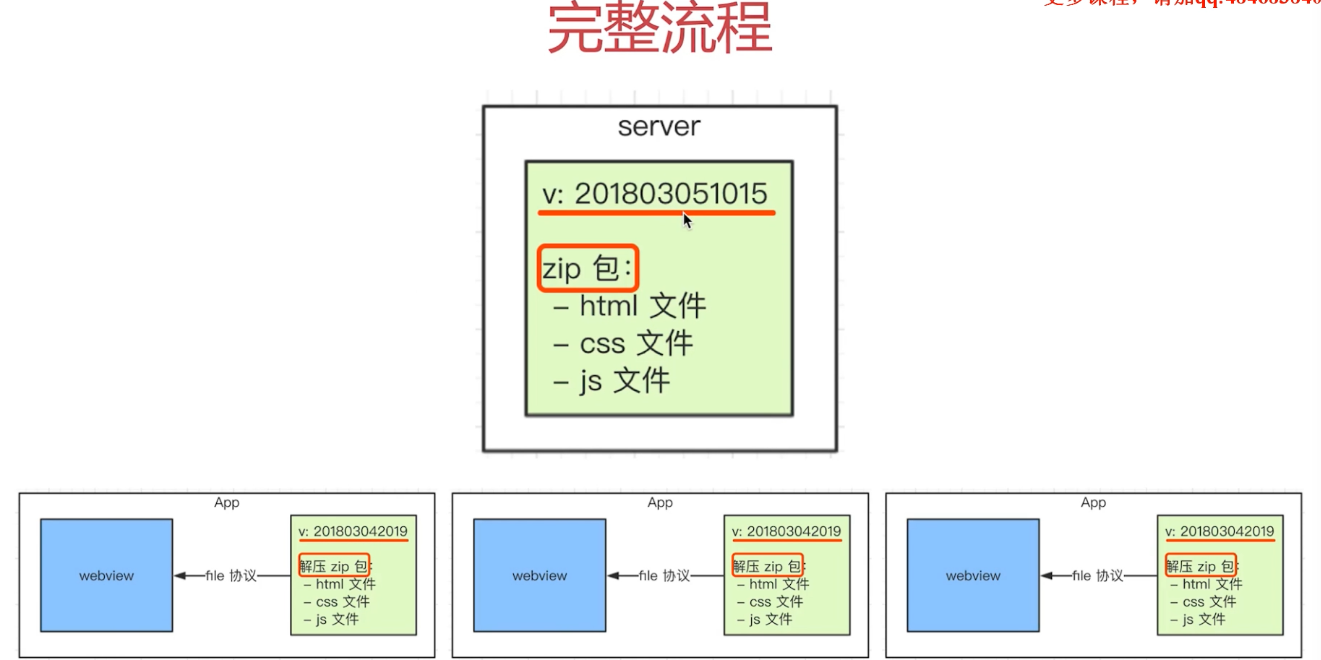 完整流程
server
v: 201803051015
zip 包:
– html 文件
– css 文件
– js 文件
App
webview
file 协议
v: 201803042019
解压 zip 包:
– html 文件
– css 文件
– js 文件
App
webview
file 协议
v: 201803042019
解压 zip 包:
– html 文件
– css 文件
– js 文件
App
webview
file 协议
v: 201803042019
解压 zip 包:
– html 文件
– css 文件
– js 文件